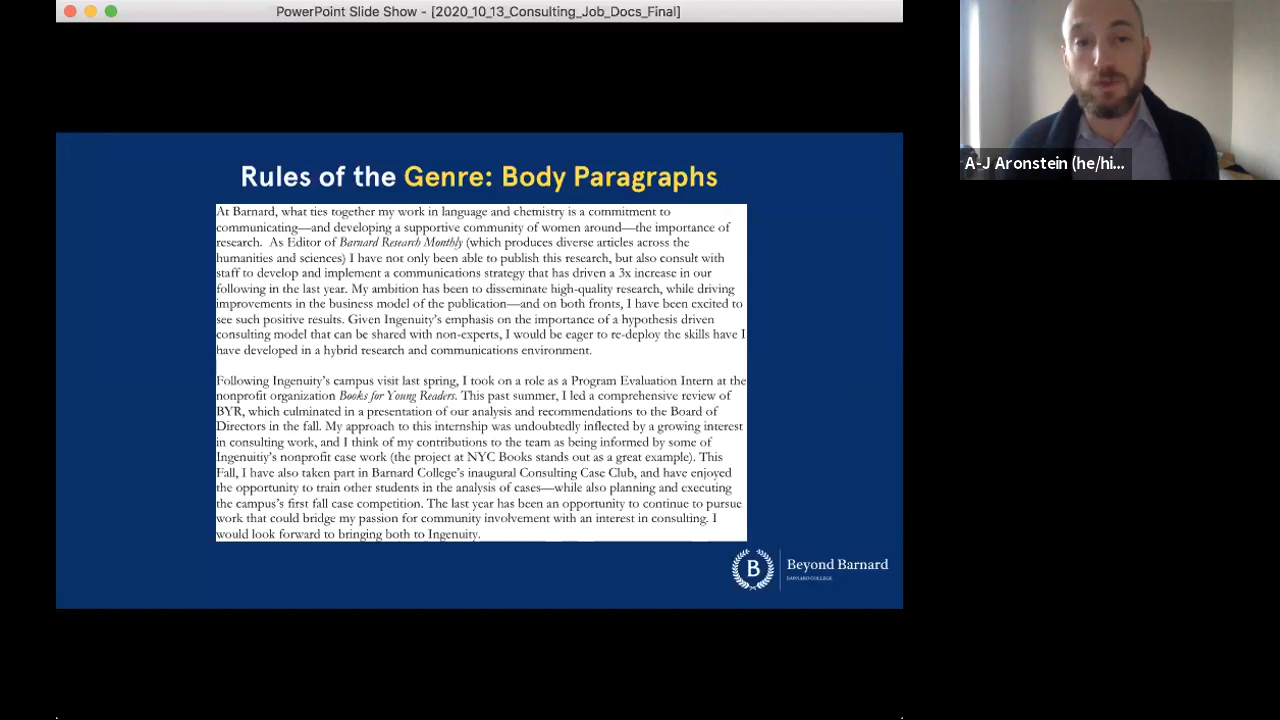 PowerPoint Slide Show - [2020_10_13_Consulting_Job_Docs_Final]
Rules of the Genre: Body Paragraphs
At Barnard, what ties together my work in language and chemistry is a commitment to
communicating—and developing a supportive community of women around—the importance of
research.  As Editor of Barnard Research Monthly (which produces diverse articles across the
humanities and sciences) I have not only been able to publish this research, but also consult with
staff to develop and implement a communications strategy that has driven a 3x increase in our
following in the last year. My ambition has been to disseminate high-quality research, while driving
improvements in the business model of the publication—and on both fronts, I have been excited to
see such positive results. Given Ingenuity's emphasis on the importance of a hypothesis driven
consulting model that can be shared with non-experts, I would be eager to re-deploy the skills have I
have developed in a hybrid research and communications environment.
Following Ingenuity's campus visit last spring, I took on a role as a Program Evaluation Intern at the
nonprofit organization Books for Young Readers. This past summer, I led a comprehensive review of
BYR, which culminated in a presentation of our analysis and recommendations to the Board of
Directors in the fall. My approach to this internship was undoubtedly inflected by a growing interest
in consulting work, and I think of my contributions to the team as being informed by some of
Ingenuitiy's nonprofit case work (the project at NYC Books stands out as a great example). This
Fall, I have also taken part in Barnard College's inaugural Consulting Case Club, and have enjoyed
the opportunity to train other students in the analysis of cases—while also planning and executing
the campus's first fall case competition. The last year has been an opportunity to continue to pursue
work that could bridge my passion for community involvement with an interest in consulting. I
would look forward to bringing both to Ingenuity.
B
Beyond Barnard
BARNARD COLLEGE
A-J Aronstein (he/hi...